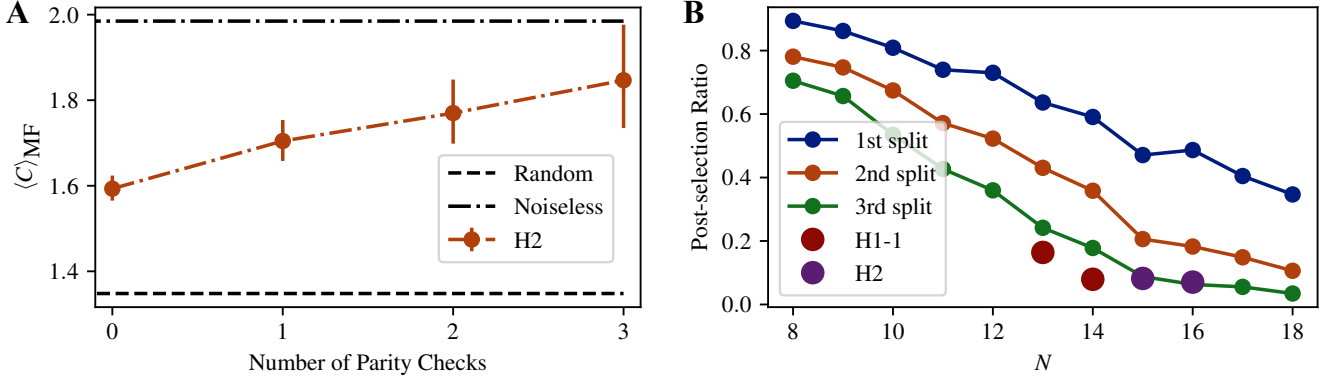 A
⟨C⟩MF
2.0
1.8
1.6
1.4
0
1
2
3
Number of Parity Checks
Random
Noiseless
H2
B
Post-selection Ratio
0.8
0.6
0.4
0.2
0.0
8
10
12
14
16
18
N
1st split
2nd split
3rd split
H1-1
H2